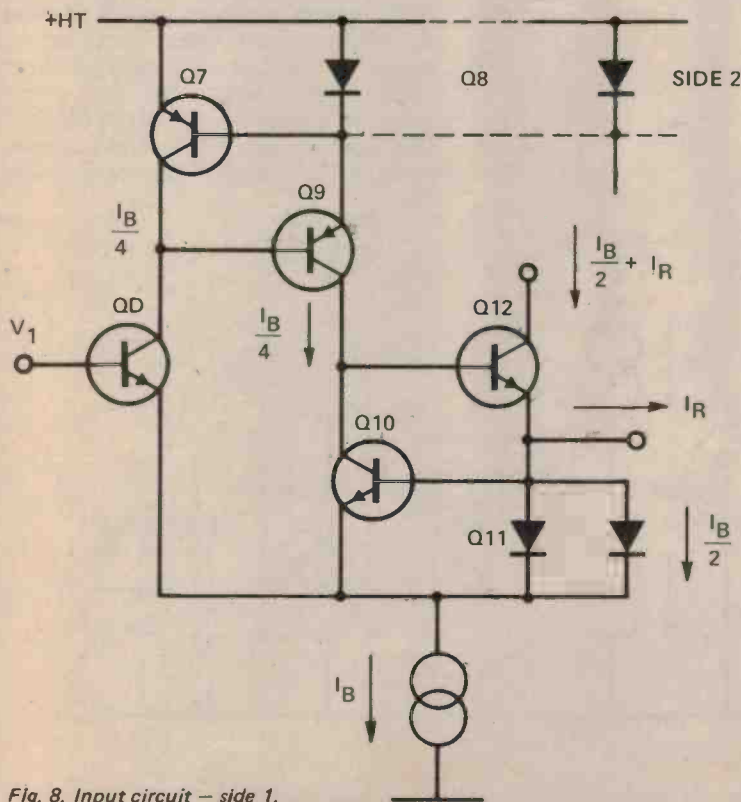 +HT
Q7
Q8
SIDE 2
Q9
I_B/4
QD
I_B/2 + I_R
V_1
I_B/4
Q12
I_R
Q10
Q11
I_B/2
I_B
Fig. 8. Input circuit – side 1.